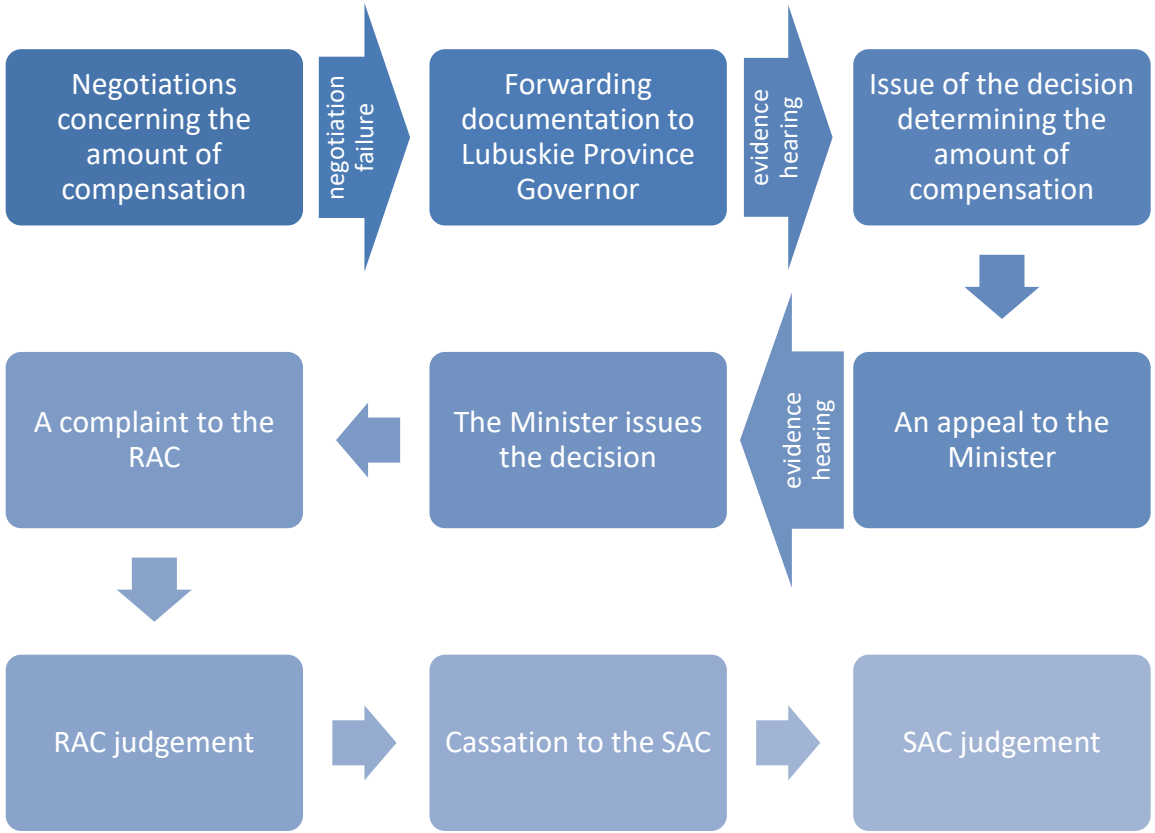 Negotiations
concerning the
amount of
compensation
negotiation
failure
Forwarding
documentation to
Lubuskie Province
Governor
evidence
hearing
Issue of the decision
determining the
amount of
compensation
An appeal to the
Minister
evidence
hearing
The Minister issues
the decision
A complaint to the
RAC
RAC judgement
Cassation to the SAC
SAC judgement